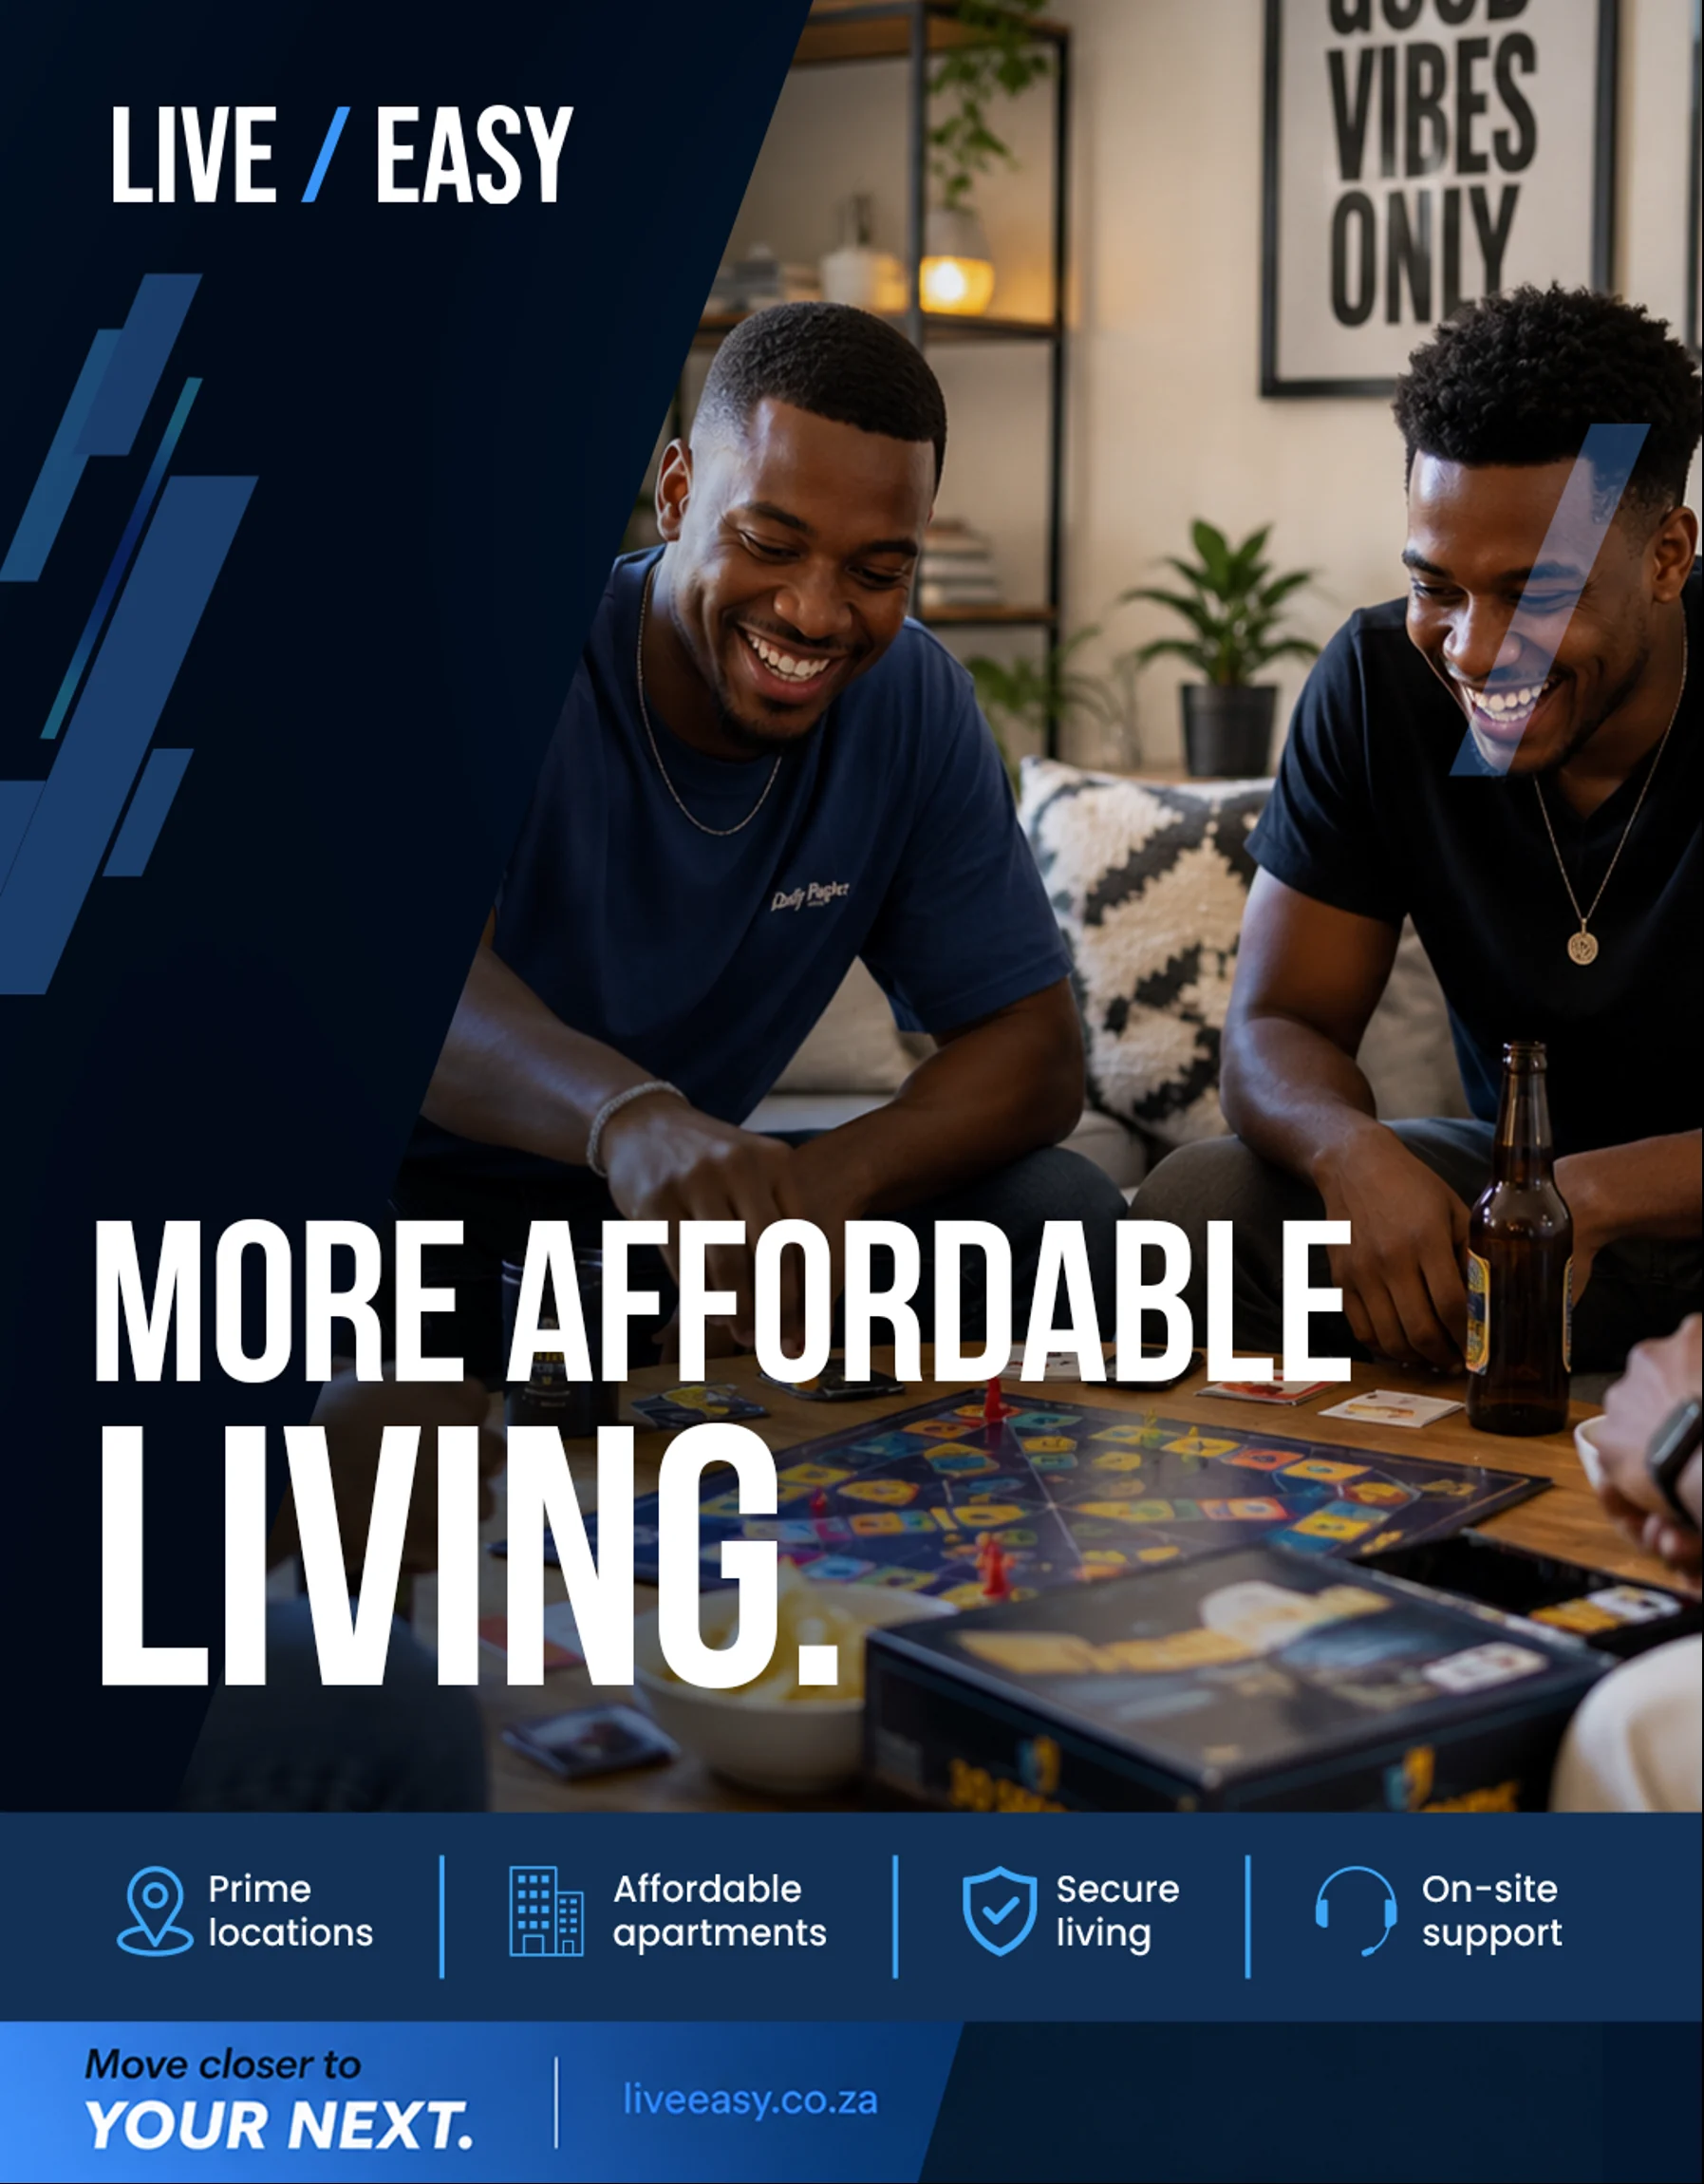 LIVE / EASY
GOOD
VIBES
ONLY
MORE AFFORDABLE
LIVING.
Prime
locations
Affordable
apartments
Secure
living
On-site
support
Move closer to
YOUR NEXT.
liveeasy.co.za